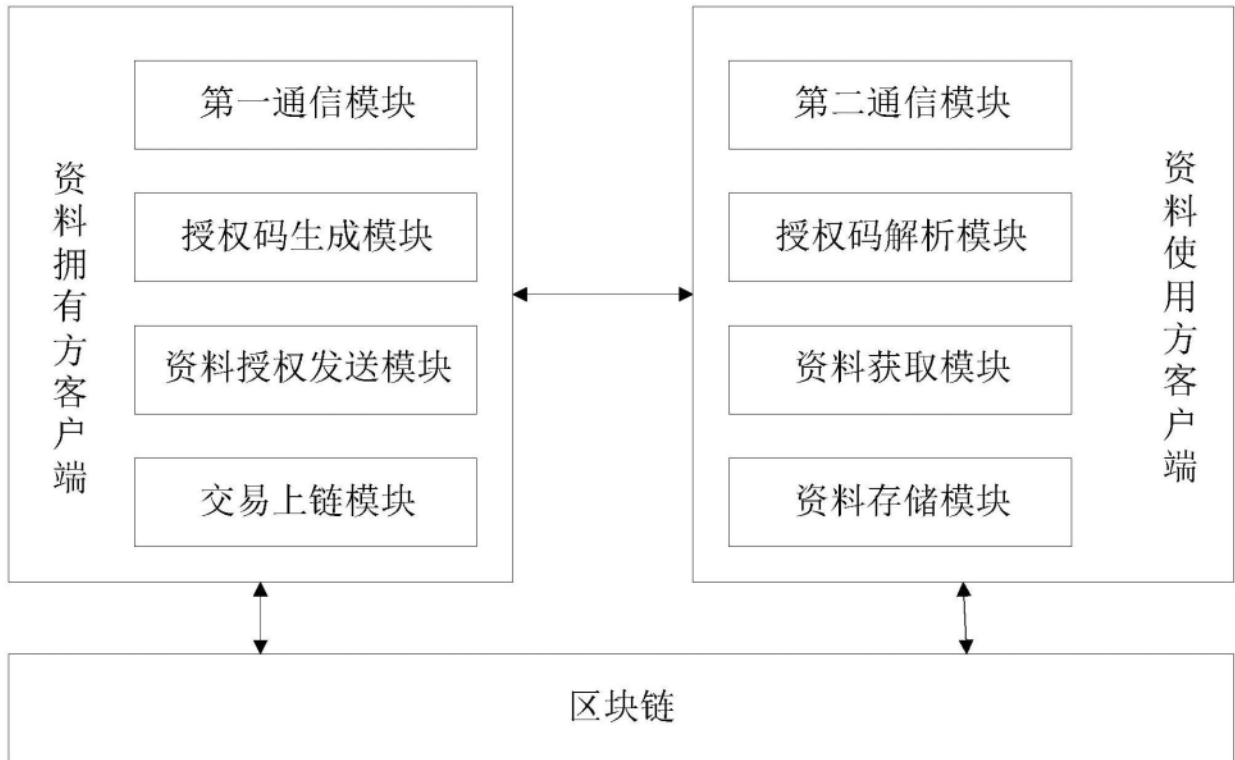 资料拥有方客户端
第一通信模块
授权码生成模块
资料授权发送模块
交易上链模块
第二通信模块
授权码解析模块
资料获取模块
资料存储模块
资料使用方客户端
区块链